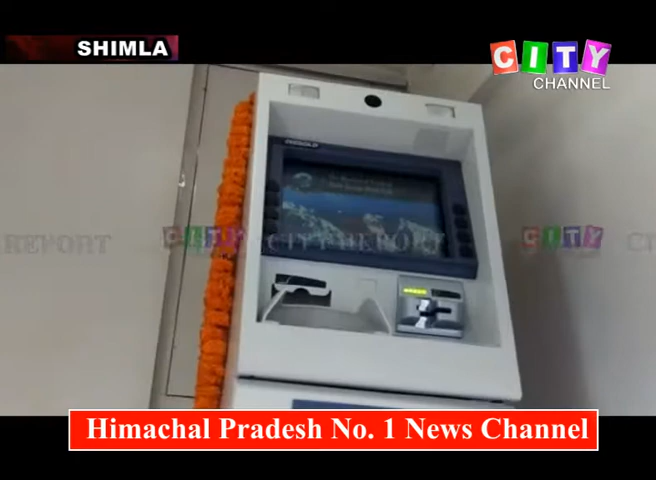 SHIMLA
CITY
CHANNEL
REPORT
CITY
CITY REPORT
CITY
Himachal Pradesh No. 1 News Channel